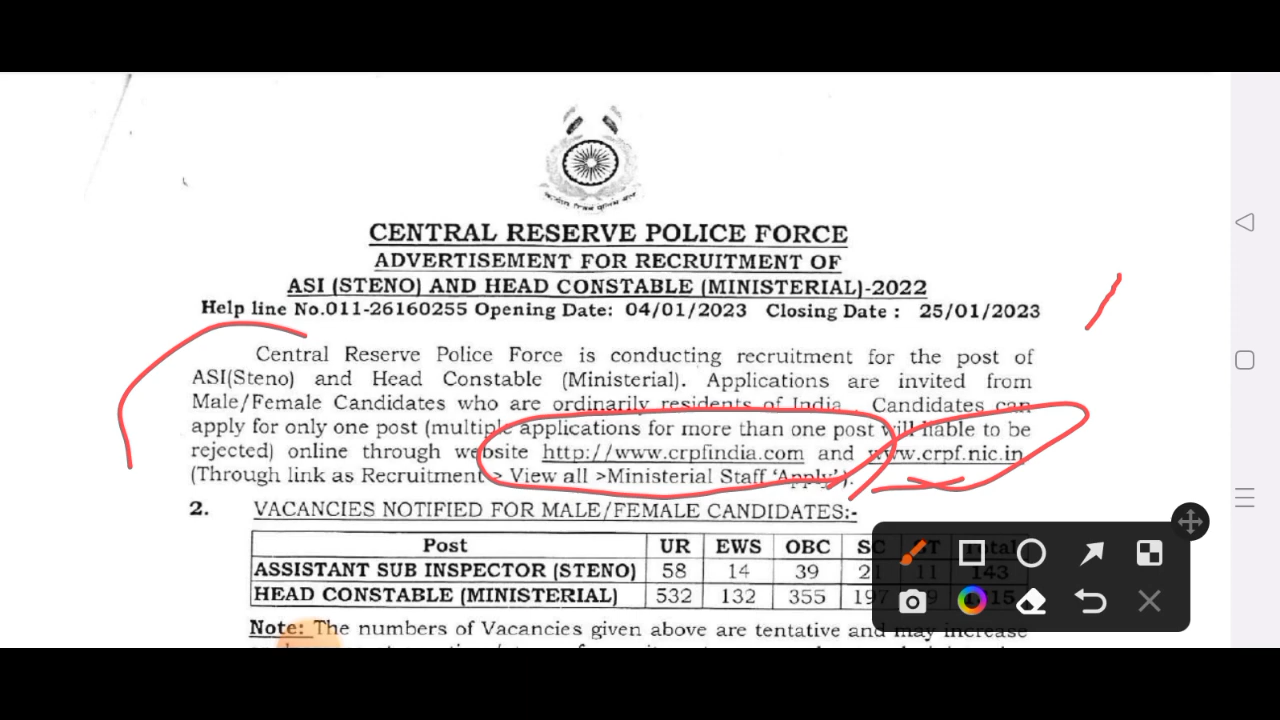 CENTRAL RESERVE POLICE FORCE
ADVERTISEMENT FOR RECRUITMENT OF
ASI (STENO) AND HEAD CONSTABLE (MINISTERIAL)-2022
Help line No.011-26160255 Opening Date: 04/01/2023 Closing Date : 25/01/2023
Central Reserve Police Force is conducting recruitment for the post of
ASI(Steno) and Head Constable (Ministerial). Applications are invited from
Male/Female Candidates who are ordinarily residents of India . Candidates can
apply for only one post (multiple applications for more than one post will liable to be
rejected) online through website http://www.crpfindia.com and www.crpf.nic.in
(Through link as Recruitment > View all >Ministerial Staff 'Apply').
2. VACANCIES NOTIFIED FOR MALE/FEMALE CANDIDATES:-
Post UR EWS OBC SC ST Total
ASSISTANT SUB INSPECTOR (STENO) 58 14 39 21 11 143
HEAD CONSTABLE (MINISTERIAL) 532 132 355 197
Note: The numbers of Vacancies given above are tentative and may increase